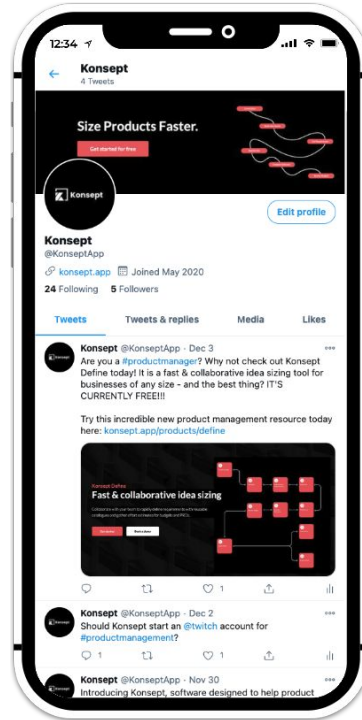 12:34
Konsept
4 Tweets
Size Products Faster.
Get started for free
Konsept
Edit profile
Konsept
@KonseptApp
konsept.app Joined May 2020
24 Following 5 Followers
Tweets Tweets & replies Media Likes
Konsept @KonseptApp · Dec 3
Are you a #productmanager? Why not check out Konsept
Define today! It is a fast & collaborative idea sizing tool for
businesses of any size - and the best thing? IT'S
CURRENTLY FREE!!!
Try this incredible new product management resource today
here: konsept.app/products/define
Konsept Define
Fast & collaborative idea sizing
1
Konsept @KonseptApp · Dec 2
Should Konsept start an @twitch account for
#productmanagement?
1 1
Konsept @KonseptApp · Nov 30
Introducing Konsept, software designed to help product